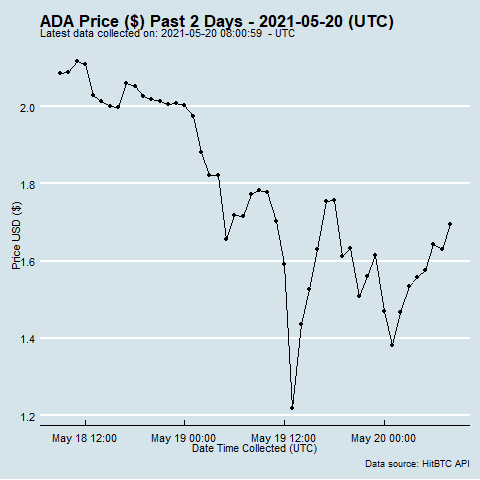 ADA Price ($) Past 2 Days - 2021-05-20 (UTC)
Latest data collected on: 2021-05-20 08:00:59 - UTC
Price USD ($)
2.0
1.8
1.6
1.4
1.2
May 18 12:00
May 19 00:00
May 19 12:00
May 20 00:00
Date Time Collected (UTC)
Data source: HitBTC API